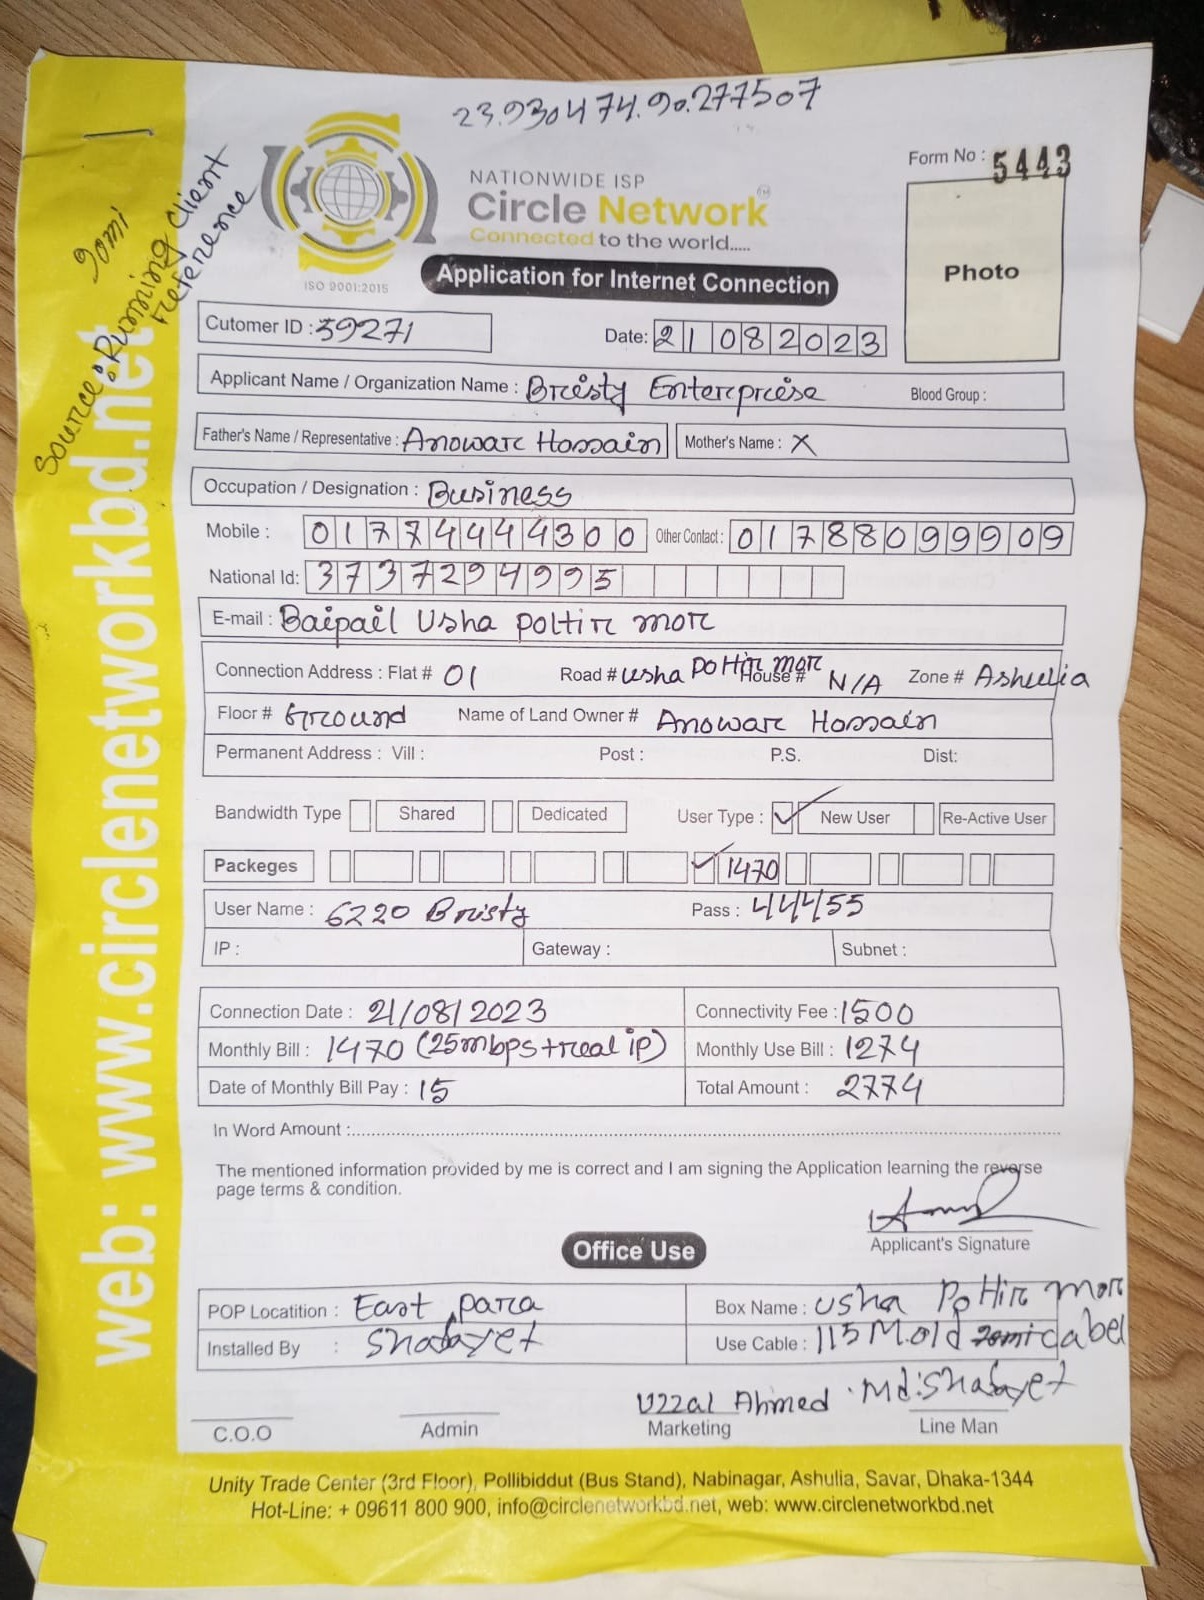 23.930474.90.277507
Form No : 5443
NATIONWIDE ISP
Circle Network
Connected to the world.....
ISO 9001:2015
Application for Internet Connection
Photo
Source: Running Client
Reference
web: www.circlenetworkbd.net
Cutomer ID : 39271
Date: 21082023
Applicant Name / Organization Name : Bristy Enterprise Blood Group :
Father's Name / Representative : Anowar Hossain Mother's Name : X
Occupation / Designation : Business
Mobile : 01774444300 Other Contact : 01788099909
National Id: 3737294995
E-mail : Baipail Usha poltir mor
Connection Address : Flat # 01 Road # usha Poltir mor House # N/A Zone # Ashulia
Floor # Ground Name of Land Owner # Anowar Hossain
Permanent Address : Vill : Post : P.S. Dist:
Bandwidth Type Shared Dedicated User Type : ✓ New User Re-Active User
Packeges ✓ 1470
User Name : 6220 Bristy Pass : 444455
IP : Gateway : Subnet :
Connection Date : 21/08/2023 Connectivity Fee : 1500
Monthly Bill : 1470 (25mbps+real ip) Monthly Use Bill : 1274
Date of Monthly Bill Pay : 15 Total Amount : 2774
In Word Amount :
The mentioned information provided by me is correct and I am signing the Application learning the reverse
page terms & condition.
Applicant's Signature
Office Use
POP Locatition : East para Box Name : Usha Poltir mor
Installed By : Shafayet Use Cable : 115 M.old cabel
Uzzal Ahmed Md:Shafayet
C.O.O Admin Marketing Line Man
Unity Trade Center (3rd Floor), Pollibiddut (Bus Stand), Nabinagar, Ashulia, Savar, Dhaka-1344
Hot-Line: + 09611 800 900, info@circlenetworkbd.net, web: www.circlenetworkbd.net